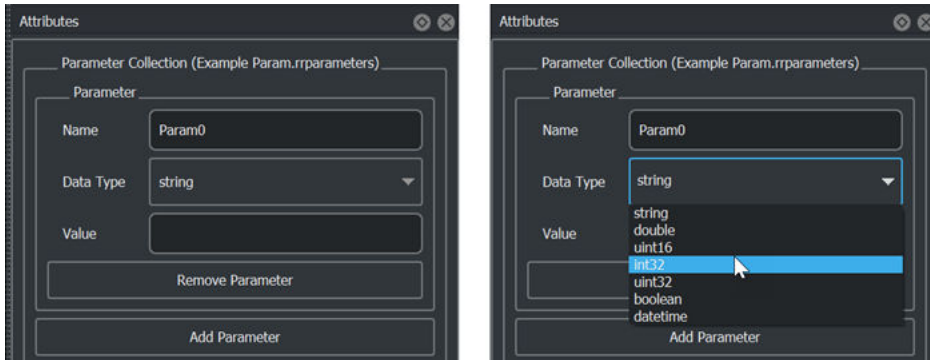 Attributes
Parameter Collection (Example Param.rrparameters)
Parameter
Name Param0
Data Type string
Value
Remove Parameter
Add Parameter
Attributes
Parameter Collection (Example Param.rrparameters)
Parameter
Name Param0
Data Type string
string
double
Value
uint16
int32
uint32
boolean
datetime
Add Parameter